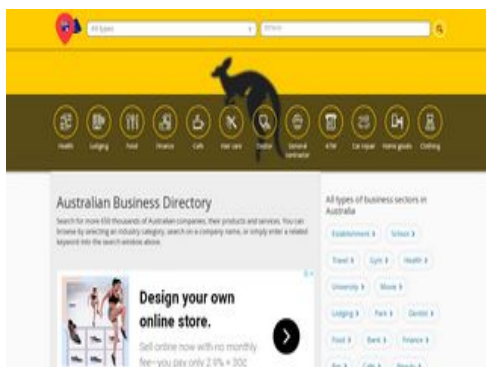 All types
Health
Lodging
Food
Finance
Cafe
Hair care
Doctor
General
contractor
ATM
Car repair
Home goods
Clothing
Australian Business Directory
Search for more 650 thousands of Australian companies, their products and services. You can
browse by selecting an industry category, search on a company name, or simply enter a related
keyword into the search window above.
Design your own
online store.
Sell online now with no monthly
fee–you pay only 2.9% + 30¢
All types of business sectors in
Australia
Establishment
School
Travel
Gym
Health
University
Movie
Lodging
Park
Dentist
Food
Bank
Finance
Bar
Cafe
Beauty